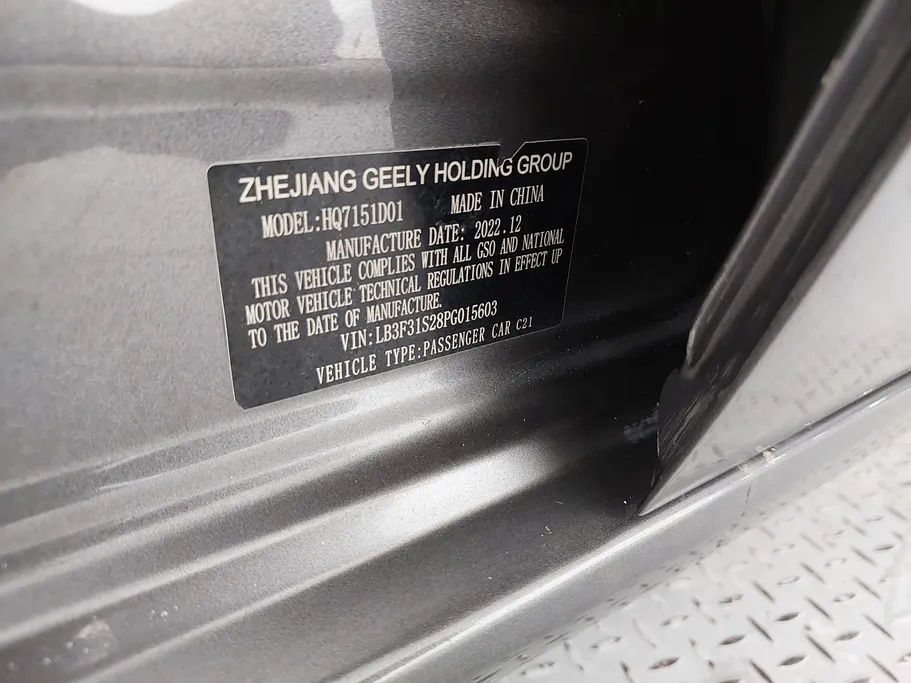 ZHEJIANG GEELY HOLDING GROUP
MODEL:HQ7151D01 MADE IN CHINA
MANUFACTURE DATE: 2022.12
THIS VEHICLE COMPLIES WITH ALL GSO AND NATIONAL
MOTOR VEHICLE TECHNICAL REGULATIONS IN EFFECT UP
TO THE DATE OF MANUFACTURE.
VIN:LB3F31S28PG015603
VEHICLE TYPE:PASSENGER CAR C21